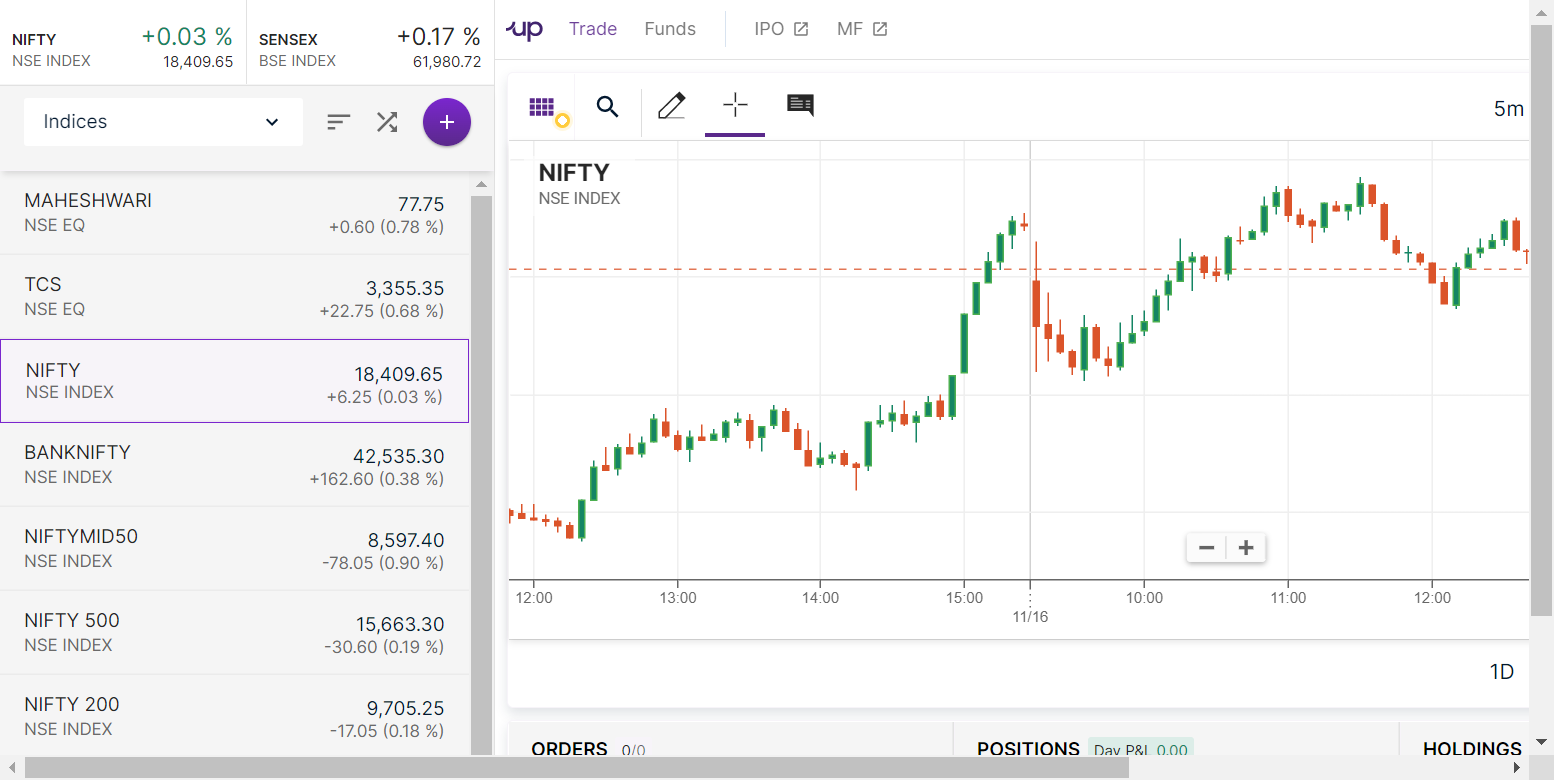 NIFTY +0.03 %
NSE INDEX 18,409.65
SENSEX +0.17 %
BSE INDEX 61,980.72
up Trade Funds IPO MF
Indices
+
5m
NIFTY
NSE INDEX
MAHESHWARI 77.75
NSE EQ +0.60 (0.78 %)
TCS 3,355.35
NSE EQ +22.75 (0.68 %)
NIFTY 18,409.65
NSE INDEX +6.25 (0.03 %)
BANKNIFTY 42,535.30
NSE INDEX +162.60 (0.38 %)
NIFTYMID50 8,597.40
NSE INDEX -78.05 (0.90 %)
NIFTY 500 15,663.30
NSE INDEX -30.60 (0.19 %)
NIFTY 200 9,705.25
NSE INDEX -17.05 (0.18 %)
12:00 13:00 14:00 15:00 10:00 11:00 12:00
11/16
1D
ORDERS 0/0 POSITIONS Day P&L 0.00 HOLDINGS